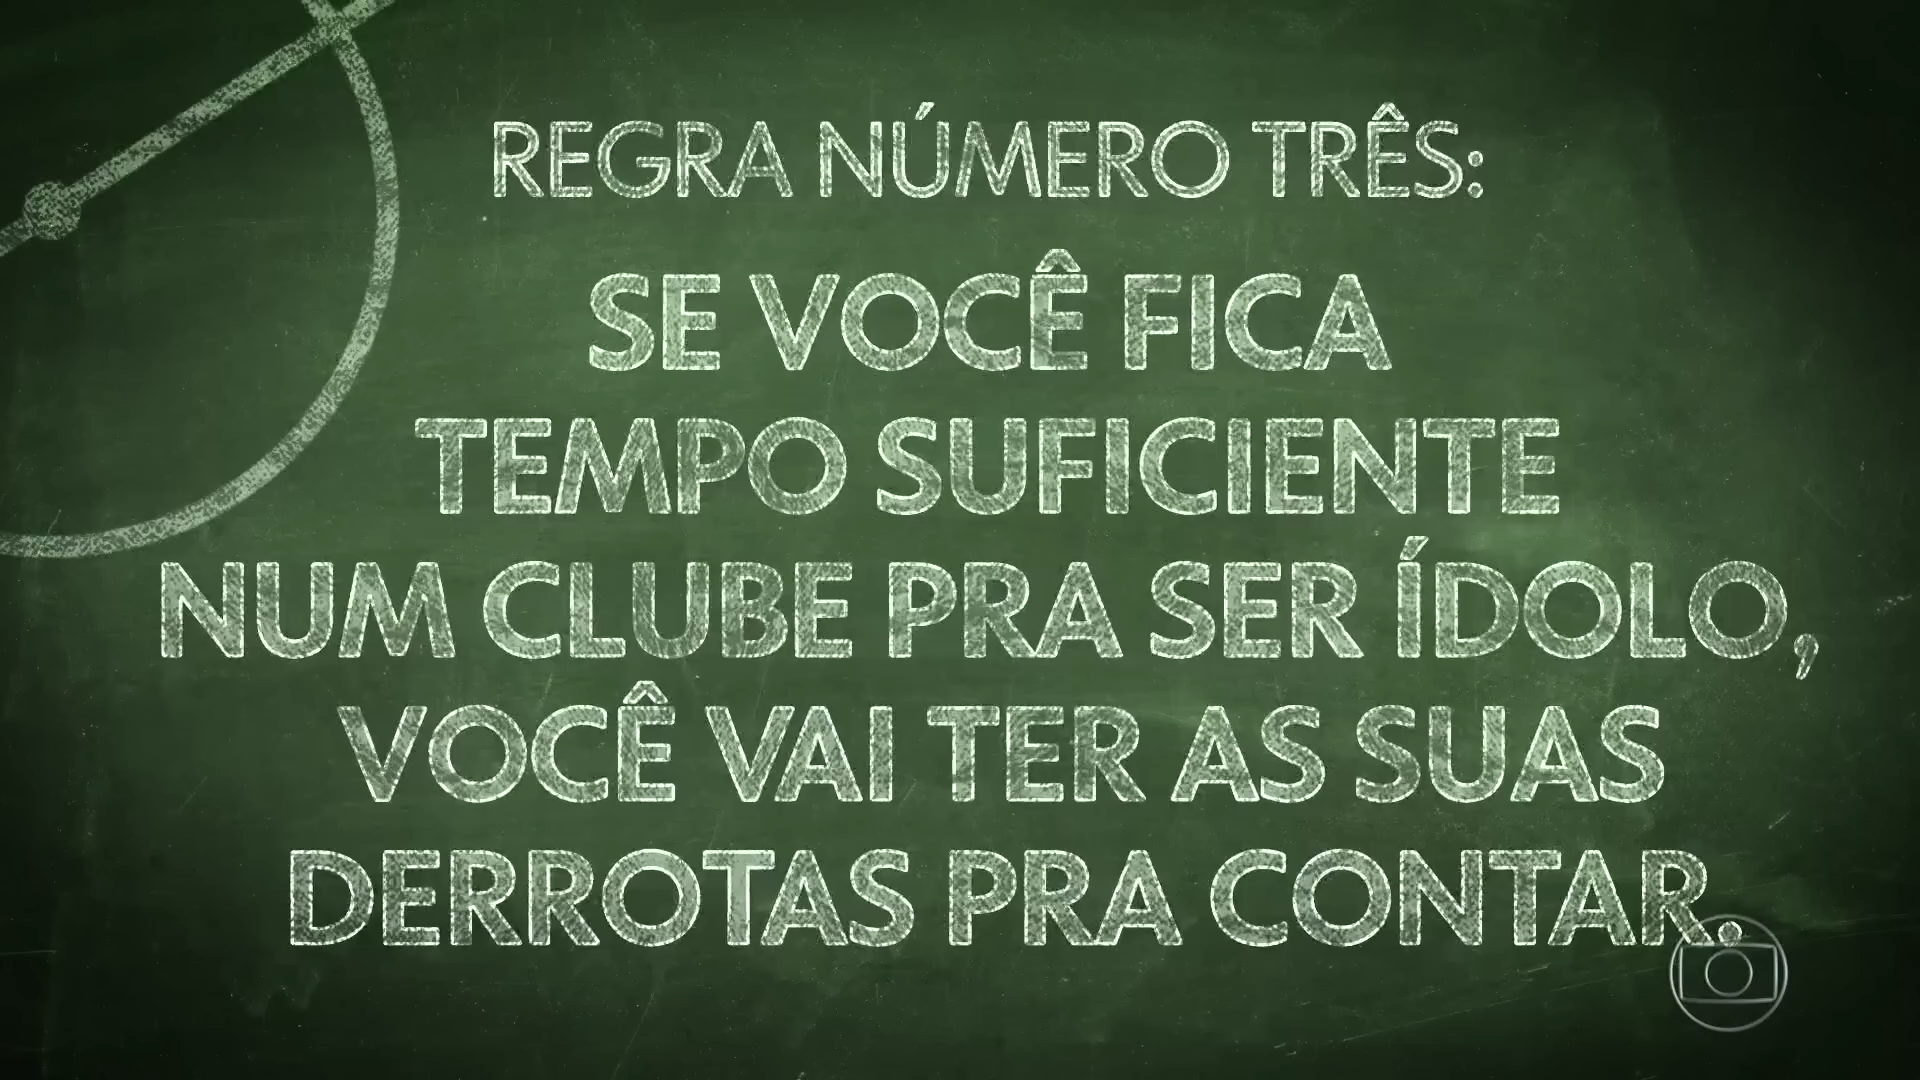 REGRA NÚMERO TRÊS:
SE VOCÊ FICA
TEMPO SUFICIENTE
NUM CLUBE PRA SER ÍDOLO,
VOCÊ VAI TER AS SUAS
DERROTAS PRA CONTAR.